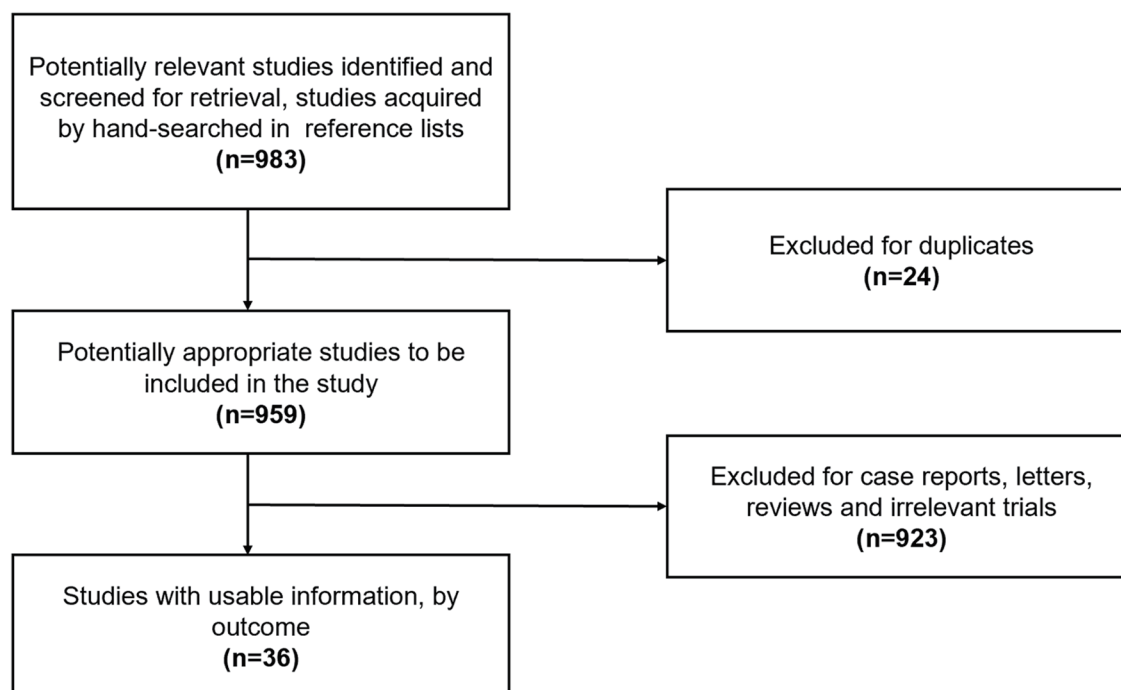 Potentially relevant studies identified and
screened for retrieval, studies acquired
by hand-searched in reference lists
(n=983)
Excluded for duplicates
(n=24)
Potentially appropriate studies to be
included in the study
(n=959)
Excluded for case reports, letters,
reviews and irrelevant trials
(n=923)
Studies with usable information, by
outcome
(n=36)